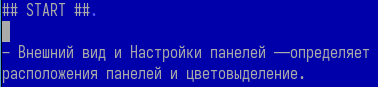 ## START ##.
– Внешний вид и Настройки панелей ——определяет
расположения панелей и цветовыделение.